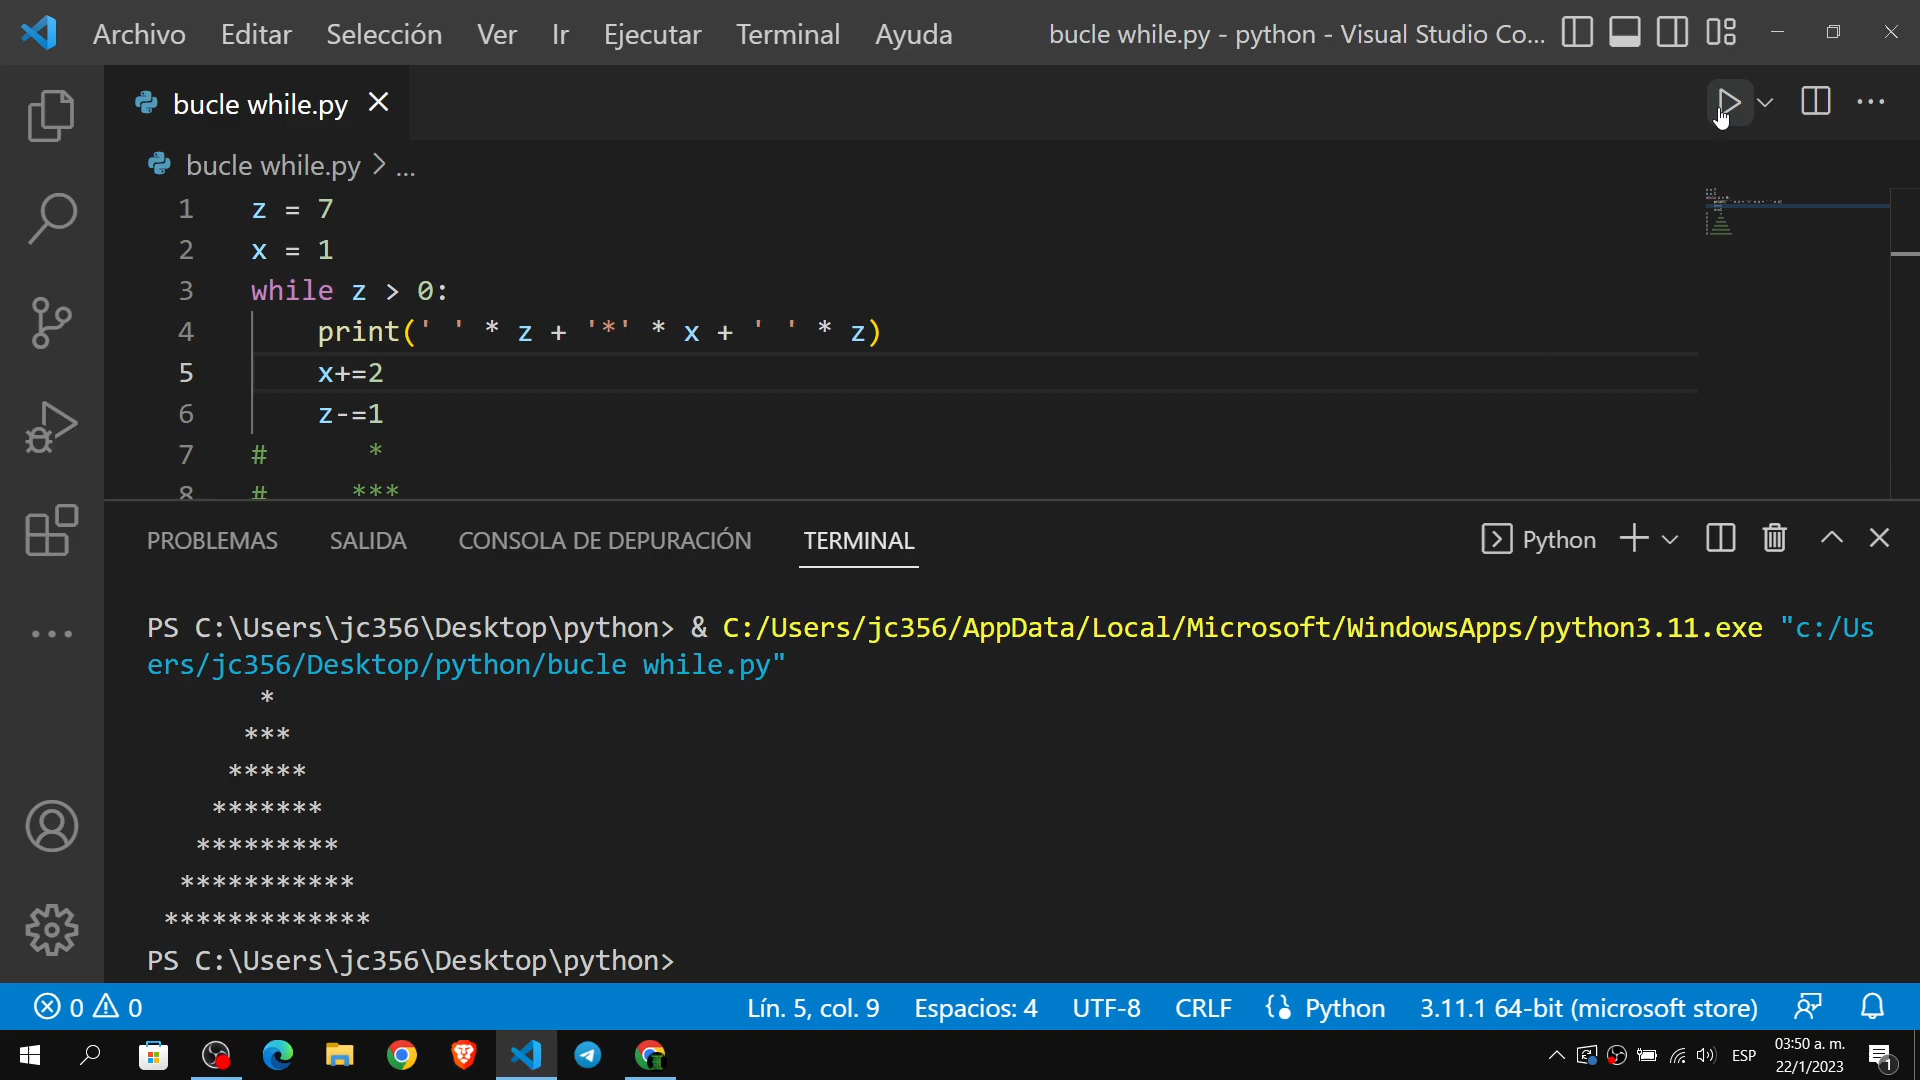 Archivo Editar Selección Ver Ir Ejecutar Terminal Ayuda bucle while.py - python - Visual Studio Co...
bucle while.py
bucle while.py > ...
1 z = 7
2 x = 1
3 while z > 0:
4     print(' ' * z + '*' * x + ' ' * z)
5     x+=2
6     z-=1
7 #      *
8 #     ***
PROBLEMAS SALIDA CONSOLA DE DEPURACIÓN TERMINAL Python
PS C:\Users\jc356\Desktop\python> & C:/Users/jc356/AppData/Local/Microsoft/WindowsApps/python3.11.exe "c:/Us
ers/jc356/Desktop/python/bucle while.py"
       *
      ***
     *****
    *******
   *********
  ***********
 *************
PS C:\Users\jc356\Desktop\python>
0 0 Lín. 5, col. 9 Espacios: 4 UTF-8 CRLF Python 3.11.1 64-bit (microsoft store)
ESP 03:50 a. m.
22/1/2023
1